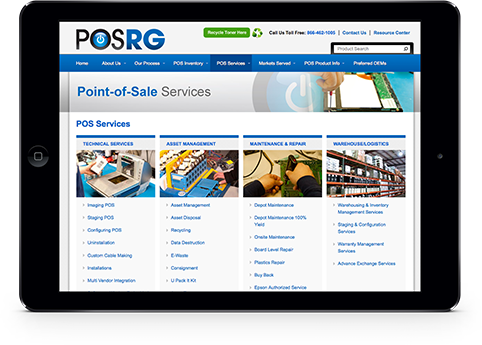 POSRG
Recycle Toner Here
Call Us Toll Free: 866-462-1005 | Contact Us | Resource Center
Product Search
Home About Us Our Process POS Inventory POS Services Markets Served POS Product Info Preferred OEMs
Point-of-Sale Services
POS Services
TECHNICAL SERVICES
Imaging POS
Staging POS
Configuring POS
Uninstallation
Custom Cable Making
Installations
Multi Vendor Integration
ASSET MANAGEMENT
Asset Management
Asset Disposal
Recycling
Data Destruction
E-Waste
Consignment
U Pack It Kit
MAINTENANCE & REPAIR
Depot Maintenance
Depot Maintenance 100%
Yield
Onsite Maintenance
Board Level Repair
Plastics Repair
Buy Back
Epson Authorized Service
WAREHOUSE/LOGISTICS
Warehousing & Inventory
Management Services
Staging & Configuration
Services
Warranty Management
Services
Advance Exchange Services